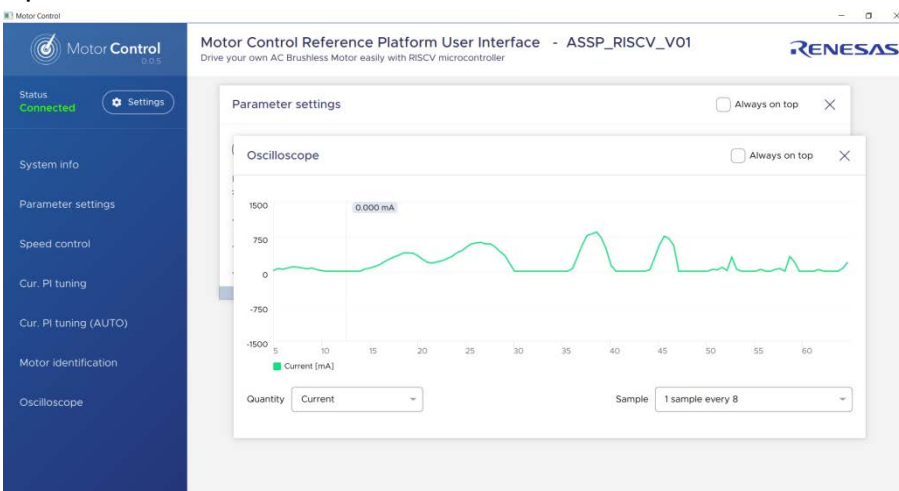 Motor Control
Motor Control
0.0.5
Motor Control Reference Platform User Interface - ASSP_RISCV_V01
Drive your own AC Brushless Motor easily with RISCV microcontroller
RENESAS
Status
Connected
Settings
System info
Parameter settings
Speed control
Cur. PI tuning
Cur. PI tuning (AUTO)
Motor identification
Oscilloscope
Parameter settings
Always on top
Oscilloscope
Always on top
0.000 mA
1500
750
0
-750
-1500
5 10 15 20 25 30 35 40 45 50 55 60
Current [mA]
Quantity Current
Sample 1 sample every 8